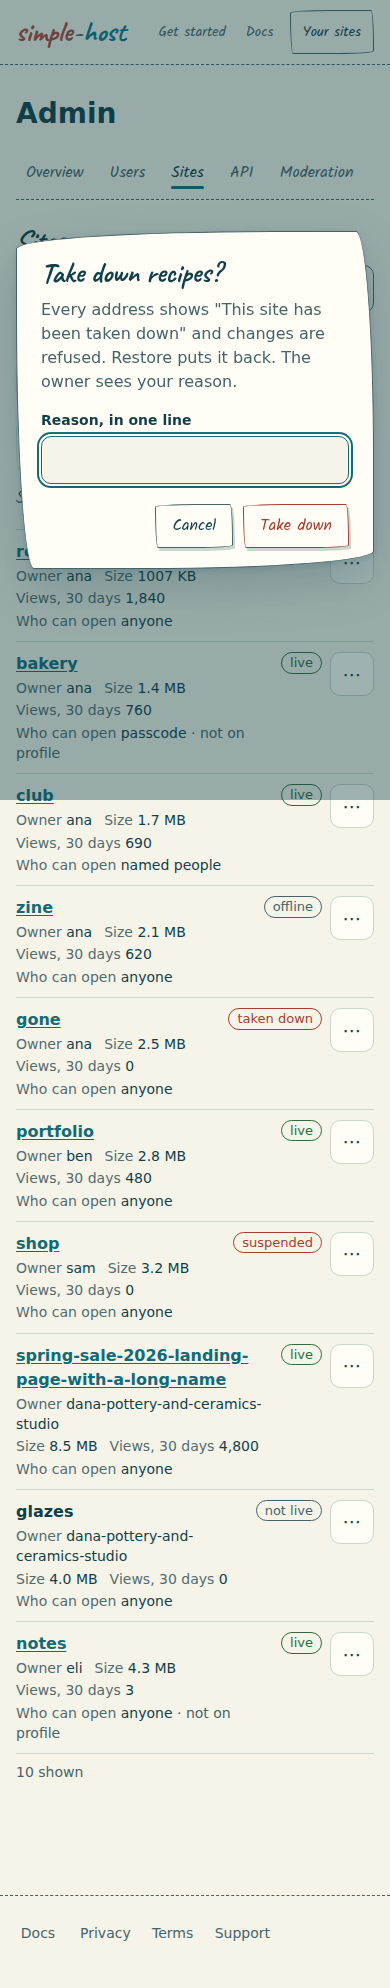 simple-host Get started Docs Your sites
Admin
Overview Users Sites API Moderation
Take down recipes?
Every address shows "This site has
been taken down" and changes are
refused. Restore puts it back. The
owner sees your reason.
Reason, in one line
Cancel Take down
Owner ana Size 1007 KB
Views, 30 days 1,840
Who can open anyone
bakery live ...
Owner ana Size 1.4 MB
Views, 30 days 760
Who can open passcode · not on
profile
club live ...
Owner ana Size 1.7 MB
Views, 30 days 690
Who can open named people
zine offline ...
Owner ana Size 2.1 MB
Views, 30 days 620
Who can open anyone
gone taken down ...
Owner ana Size 2.5 MB
Views, 30 days 0
Who can open anyone
portfolio live ...
Owner ben Size 2.8 MB
Views, 30 days 480
Who can open anyone
shop suspended ...
Owner sam Size 3.2 MB
Views, 30 days 0
Who can open anyone
spring-sale-2026-landing- live ...
page-with-a-long-name
Owner dana-pottery-and-ceramics-
studio
Size 8.5 MB Views, 30 days 4,800
Who can open anyone
glazes not live ...
Owner dana-pottery-and-
ceramics-studio
Size 4.0 MB Views, 30 days 0
Who can open anyone
notes live ...
Owner eli Size 4.3 MB
Views, 30 days 3
Who can open anyone · not on
profile
10 shown
Docs Privacy Terms Support